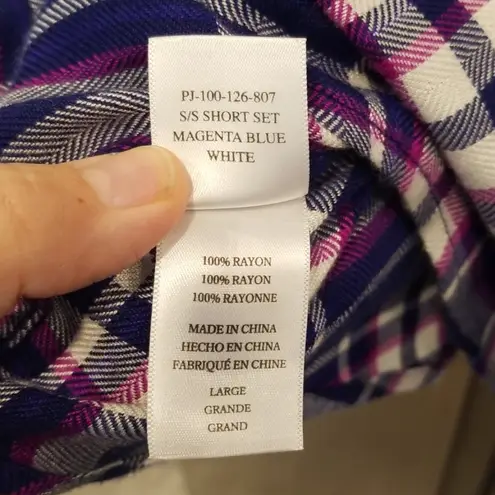 PJ-100-126-807
S/S SHORT SET
MAGENTA BLUE
WHITE
100% RAYON
100% RAYON
100% RAYONNE
MADE IN CHINA
HECHO EN CHINA
FABRIQUÉ EN CHINE
LARGE
GRANDE
GRAND